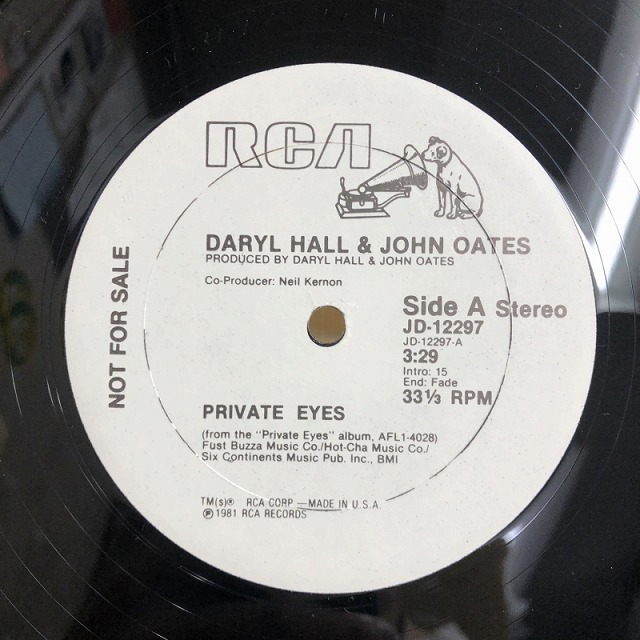 RCA
DARYL HALL & JOHN OATES
PRODUCED BY DARYL HALL & JOHN OATES
Co-Producer: Neil Kernon
NOT FOR SALE
Side A Stereo
JD-12297
JD-12297-A
3:29
Intro: 15
End: Fade
33⅓ RPM
PRIVATE EYES
(from the "Private Eyes" album, AFL1-4028)
Fust Buzza Music Co./Hot-Cha Music Co./
Six Continents Music Pub. Inc., BMI
TM(s)® RCA CORP —MADE IN U.S.A.
℗ 1981 RCA RECORDS